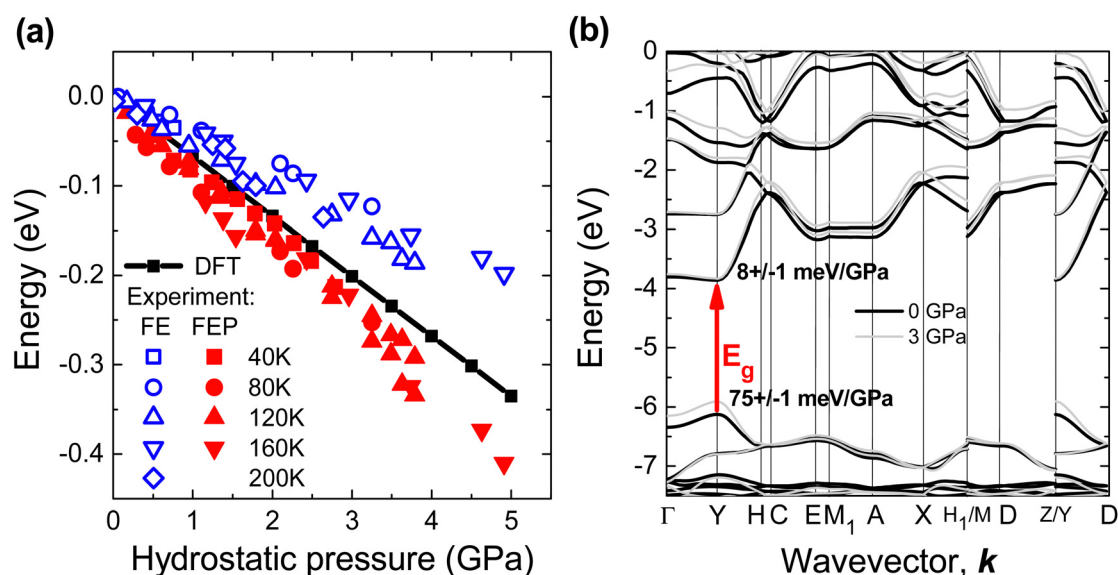 (a)
Energy (eV)
0.0
-0.1
-0.2
-0.3
-0.4
DFT
Experiment:
FE FEP
40K
80K
120K
160K
200K
0 1 2 3 4 5
Hydrostatic pressure (GPa)
(b)
Energy (eV)
0
-1
-2
-3
-4
-5
-6
-7
8+/-1 meV/GPa
0 GPa
3 GPa
E_g
75+/-1 meV/GPa
Γ Y H C E M₁ A X H₁/M D Z/Y D
Wavevector, k